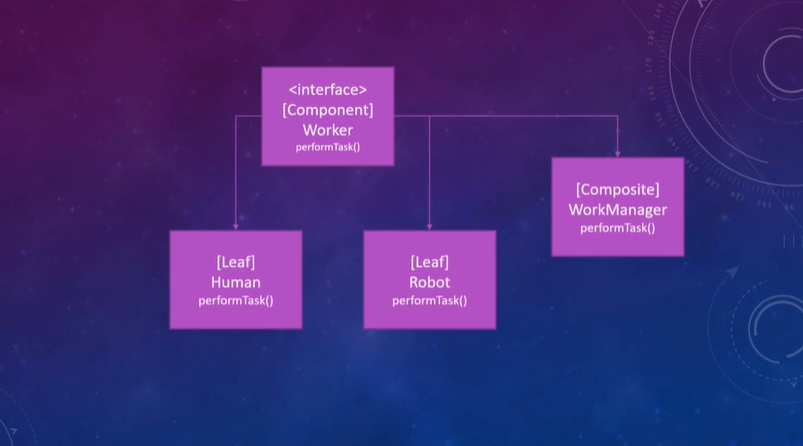 <interface>
[Component]
Worker
performTask()
[Composite]
WorkManager
performTask()
[Leaf]
Human
performTask()
[Leaf]
Robot
performTask()